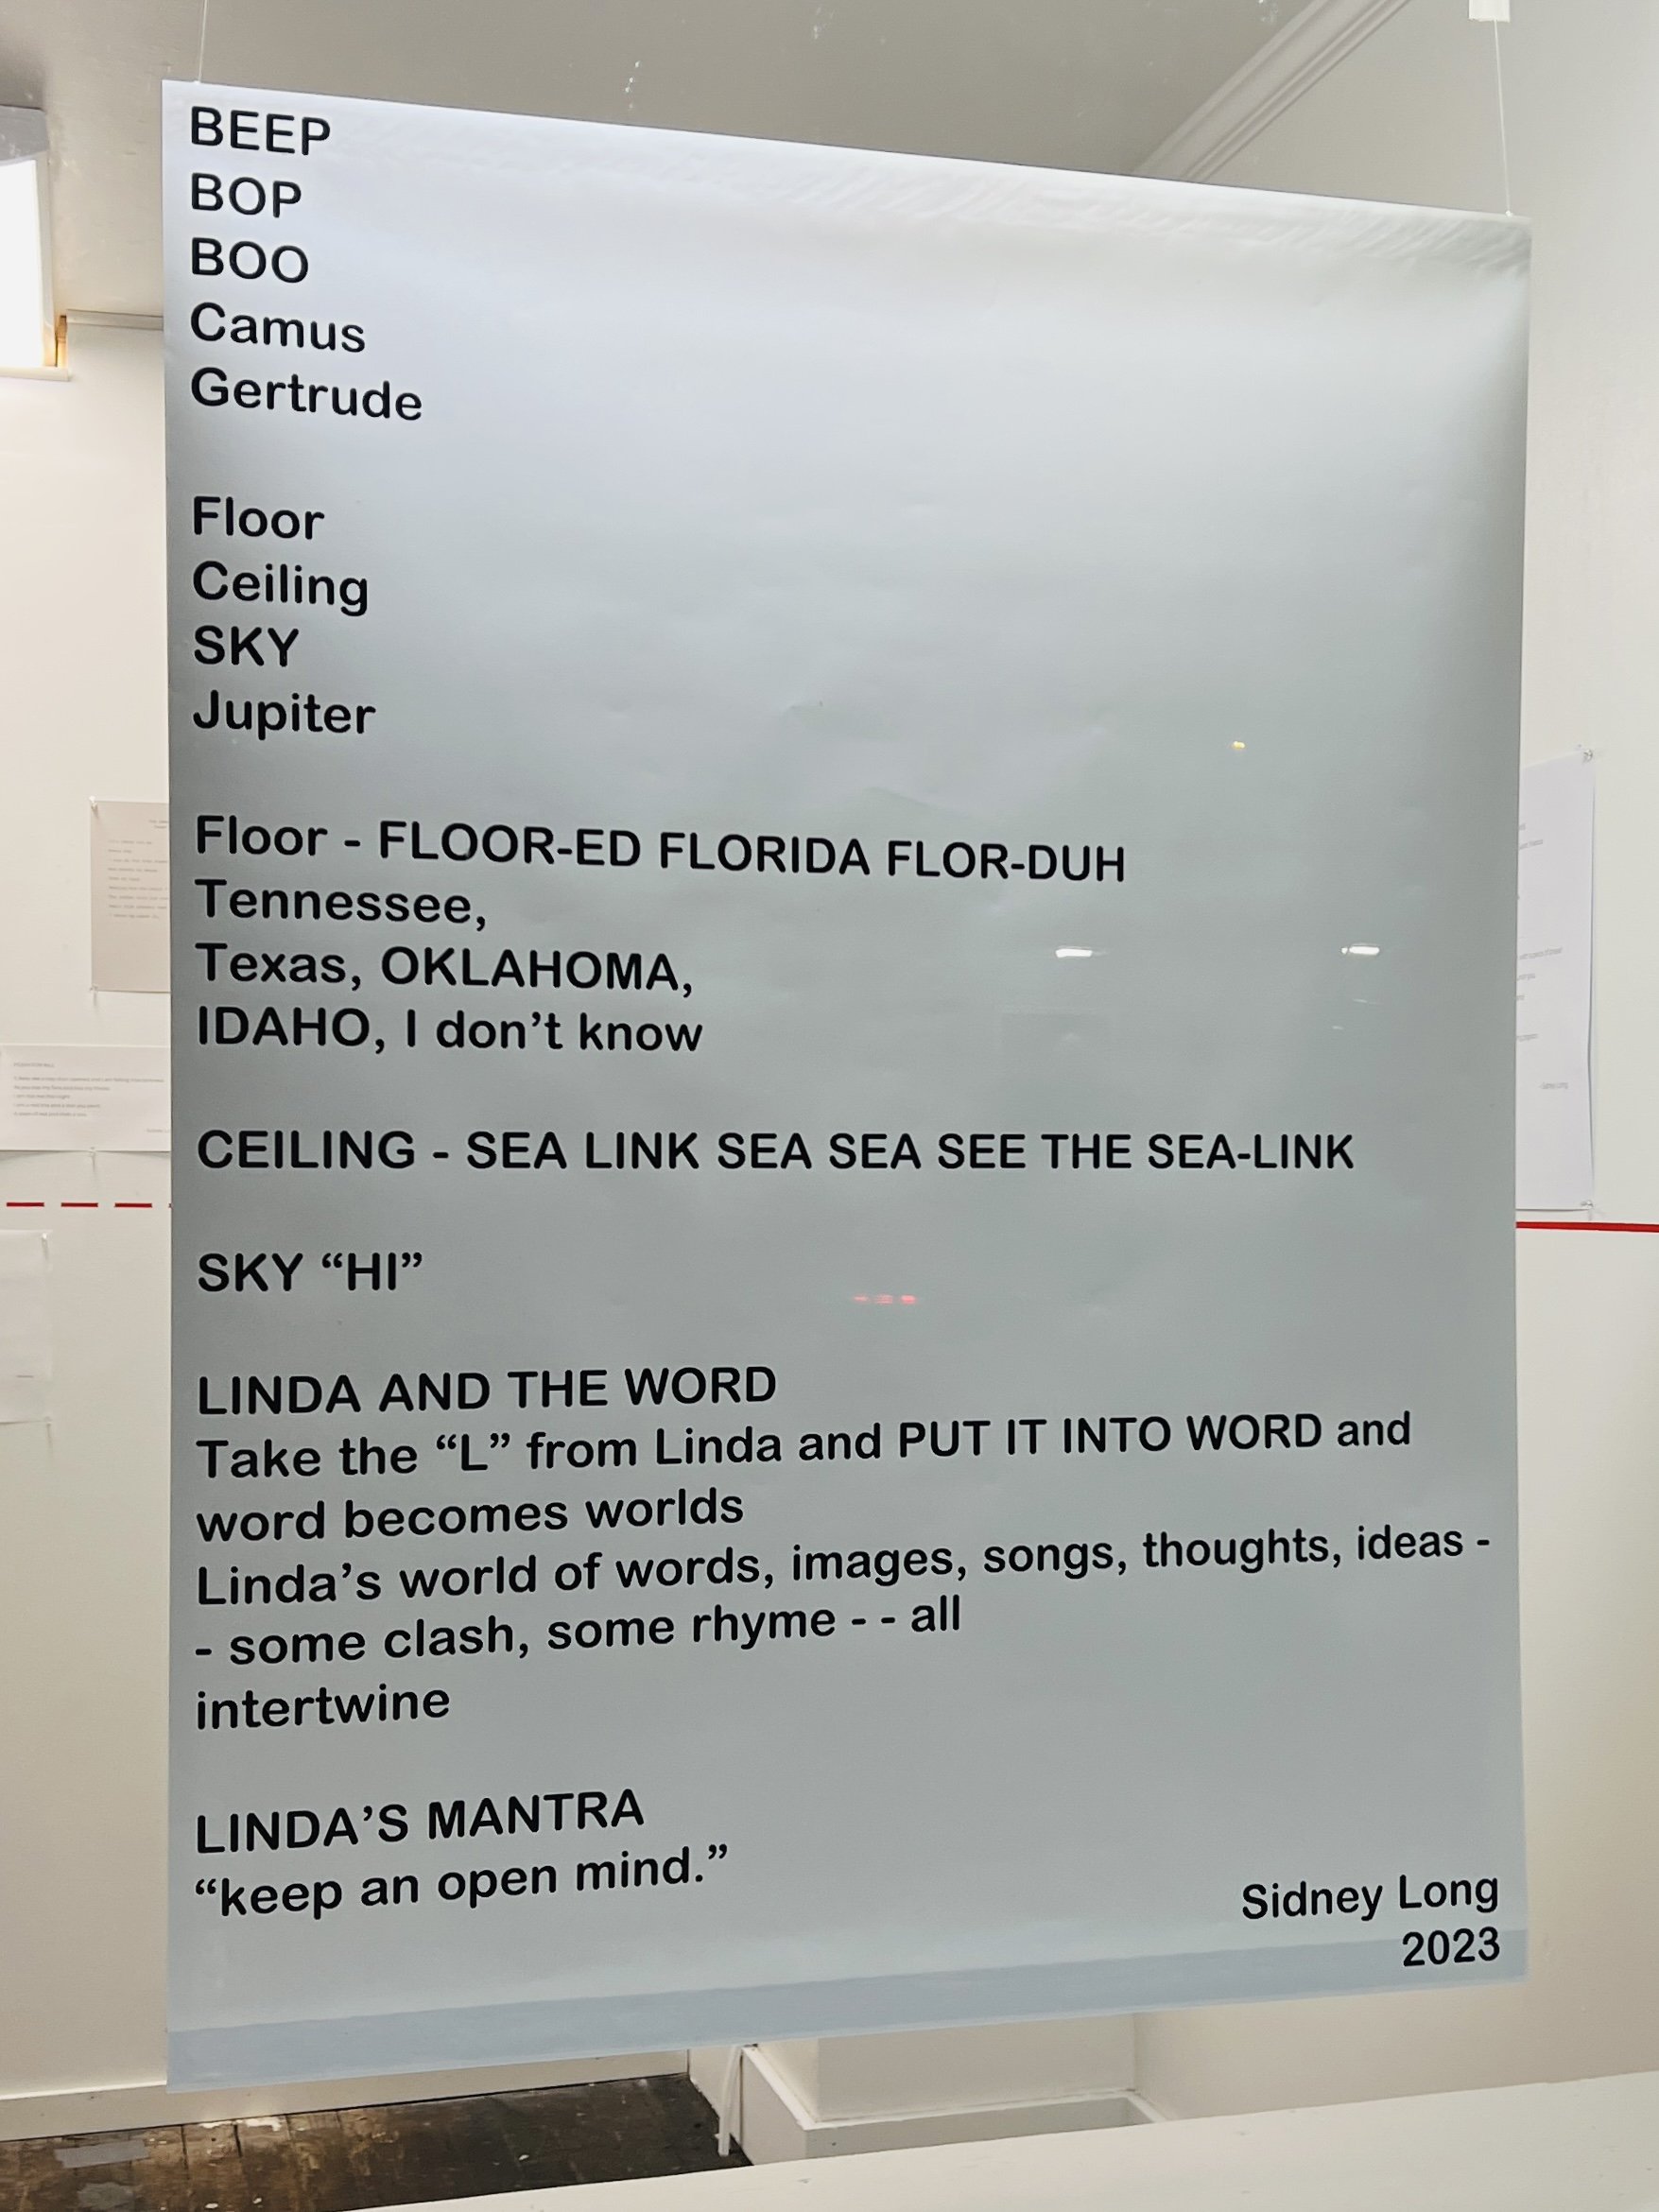 BEEP
BOP
BOO
Camus
Gertrude
Floor
Ceiling
SKY
Jupiter
Floor - FLOOR-ED FLORIDA FLOR-DUH
Tennessee,
Texas, OKLAHOMA,
IDAHO, I don’t know
CEILING - SEA LINK SEA SEA SEE THE SEA-LINK
SKY “HI”
LINDA AND THE WORD
Take the “L” from Linda and PUT IT INTO WORD and
word becomes worlds
Linda’s world of words, images, songs, thoughts, ideas -
- some clash, some rhyme - - all
intertwine
LINDA’S MANTRA
“keep an open mind.”
Sidney Long
2023